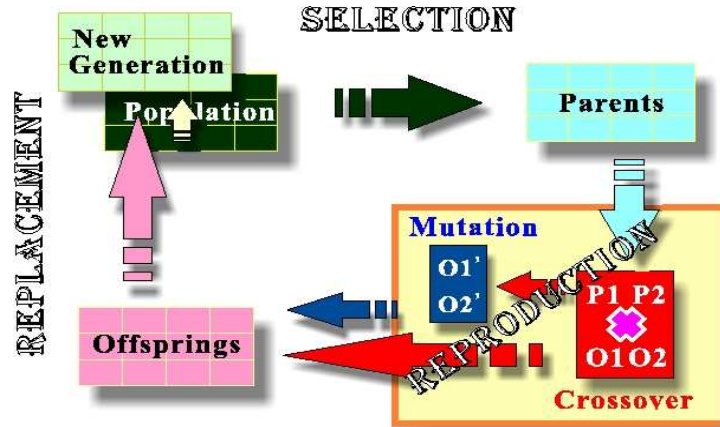 SELECTION
New
Generation
Population
Parents
REPLACEMENT
Mutation
O1'
O2'
P1 P2
O1 O2
REPRODUCTION
Offsprings
Crossover